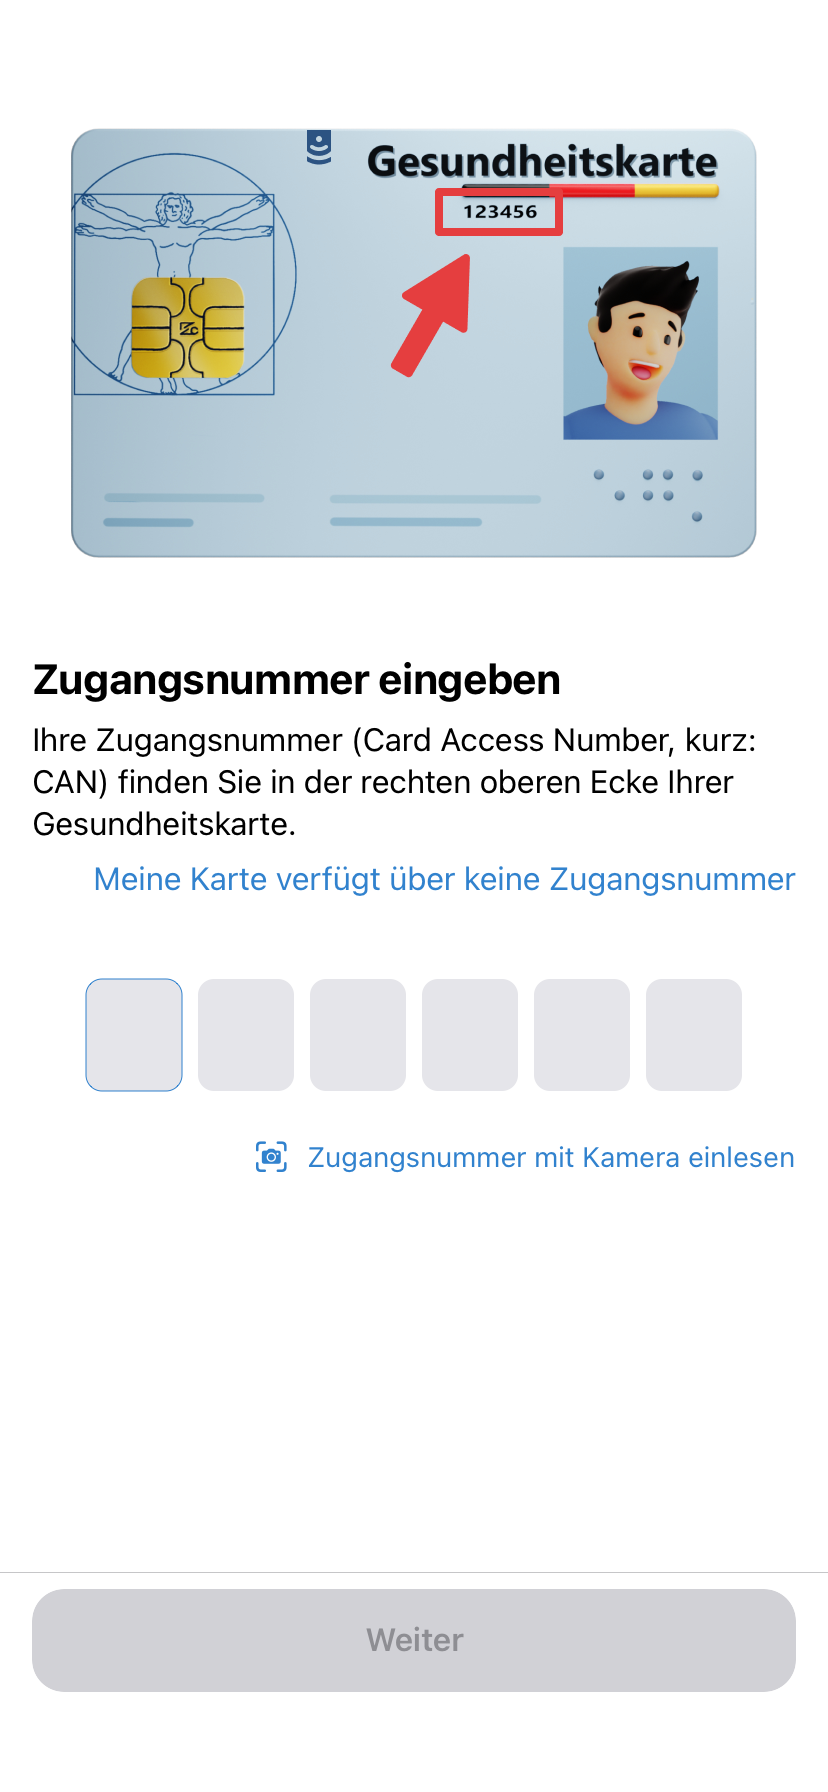 Gesundheitskarte
123456
Zugangsnummer eingeben
Ihre Zugangsnummer (Card Access Number, kurz:
CAN) finden Sie in der rechten oberen Ecke Ihrer
Gesundheitskarte.
Meine Karte verfügt über keine Zugangsnummer
Zugangsnummer mit Kamera einlesen
Weiter